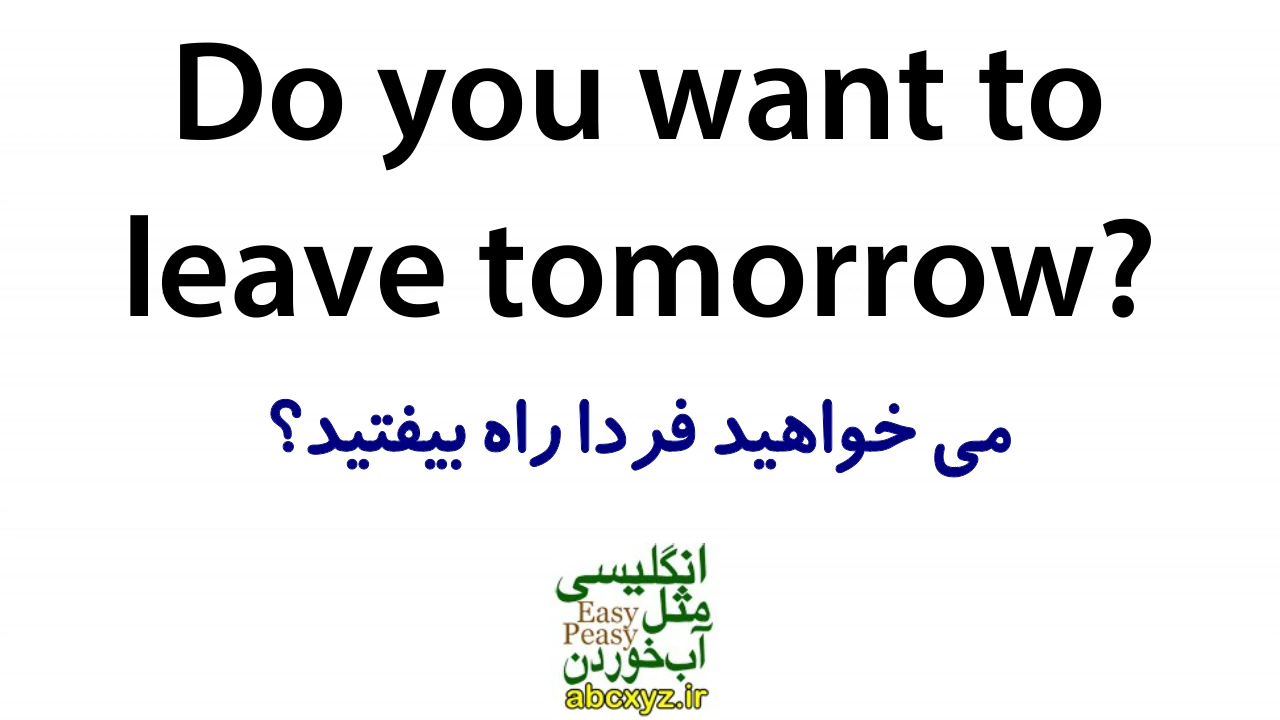 Do you want to
leave tomorrow?
می خواهید فردا راه بیفتید؟
انگلیسی
مثل
Easy
Peasy
آب خوردن
abcxyz.ir